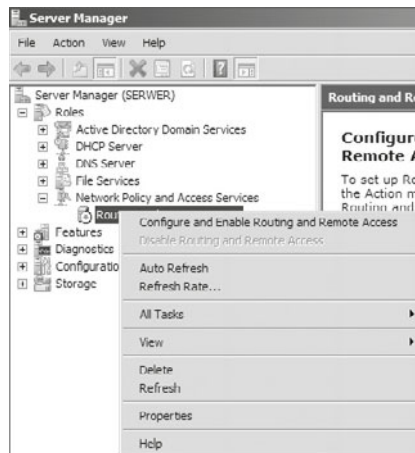 Server Manager
File Action View Help
Server Manager (SERWER)
Roles
Active Directory Domain Services
DHCP Server
DNS Server
File Services
Network Policy and Access Services
Rout
Features
Diagnostics
Configuratio
Storage
Routing and R
Configure
Remote A
To set up Ro
the Action m
Routing and
Configure and Enable Routing and Remote Access
Disable Routing and Remote Access
Auto Refresh
Refresh Rate...
All Tasks
View
Delete
Refresh
Properties
Help